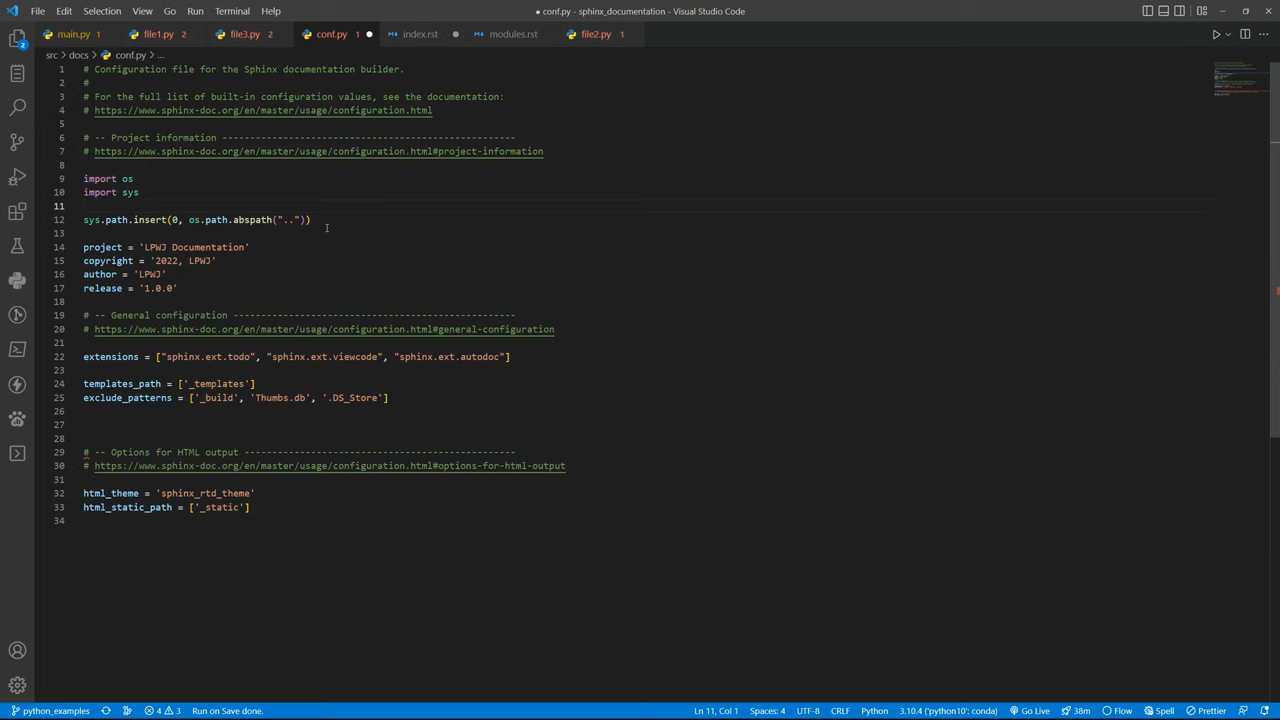 File Edit Selection View Go Run Terminal Help
● conf.py - sphinx_documentation - Visual Studio Code
main.py 1 file1.py 2 file3.py 2 conf.py 1 index.rst modules.rst file2.py 1
src > docs > conf.py > ...
1 # Configuration file for the Sphinx documentation builder.
2 #
3 # For the full list of built-in configuration values, see the documentation:
4 # https://www.sphinx-doc.org/en/master/usage/configuration.html
5
6 # -- Project information -----------------------------------------------------
7 # https://www.sphinx-doc.org/en/master/usage/configuration.html#project-information
8
9 import os
10 import sys
11
12 sys.path.insert(0, os.path.abspath(".."))
13
14 project = 'LPWJ Documentation'
15 copyright = '2022, LPWJ'
16 author = 'LPWJ'
17 release = '1.0.0'
18
19 # -- General configuration ---------------------------------------------------
20 # https://www.sphinx-doc.org/en/master/usage/configuration.html#general-configuration
21
22 extensions = ["sphinx.ext.todo", "sphinx.ext.viewcode", "sphinx.ext.autodoc"]
23
24 templates_path = ['_templates']
25 exclude_patterns = ['_build', 'Thumbs.db', '.DS_Store']
26
27
28
29 # -- Options for HTML output -------------------------------------------------
30 # https://www.sphinx-doc.org/en/master/usage/configuration.html#options-for-html-output
31
32 html_theme = 'sphinx_rtd_theme'
33 html_static_path = ['_static']
34
2
python_examples 4 3 Run on Save done. Ln 11, Col 1 Spaces: 4 UTF-8 CRLF Python 3.10.4 ('python10': conda) Go Live 38m Flow Spell Prettier